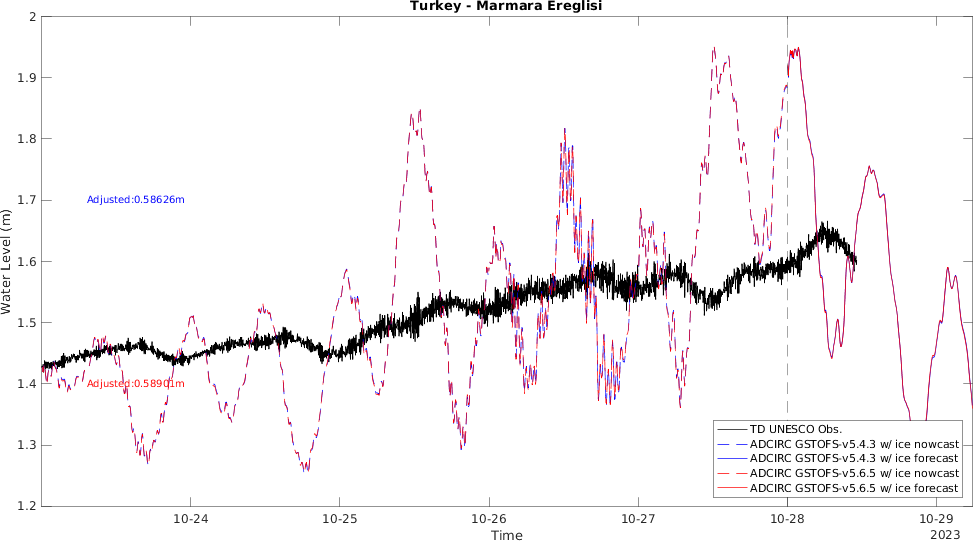 Turkey - Marmara Ereglisi
2
1.9
1.8
1.7
1.6
1.5
1.4
1.3
1.2
Water Level (m)
Adjusted:0.58626m
Adjusted:0.58901m
TD UNESCO Obs.
ADCIRC GSTOFS-v5.4.3 w/ ice nowcast
ADCIRC GSTOFS-v5.4.3 w/ ice forecast
ADCIRC GSTOFS-v5.6.5 w/ ice nowcast
ADCIRC GSTOFS-v5.6.5 w/ ice forecast
10-24
10-25
10-26
10-27
10-28
10-29
Time
2023